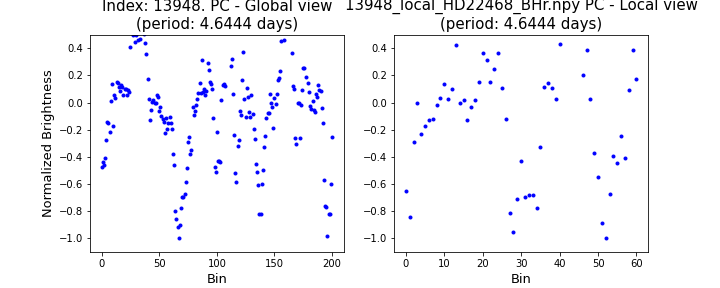 Index: 13948. PC - Global view
(period: 4.6444 days)
13948_local_HD22468_BHr.npy PC - Local view
(period: 4.6444 days)
Normalized Brightness
0.4
0.2
0.0
−0.2
−0.4
−0.6
−0.8
−1.0
0 50 100 150 200
Bin
0.4
0.2
0.0
−0.2
−0.4
−0.6
−0.8
−1.0
0 10 20 30 40 50 60
Bin